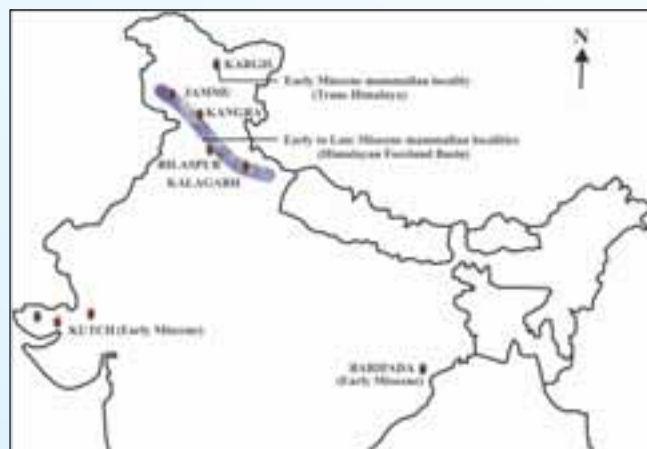 N
KARGIL
Early Miocene mammalian locality
(Trans Himalaya)
JAMMU
KANGRA
Early to Late Miocene mammalian localities
(Himalayan Foreland Basin)
BILASPUR
KALAGARH
KUTCH (Early Miocene)
BARIPADA
(Early Miocene)